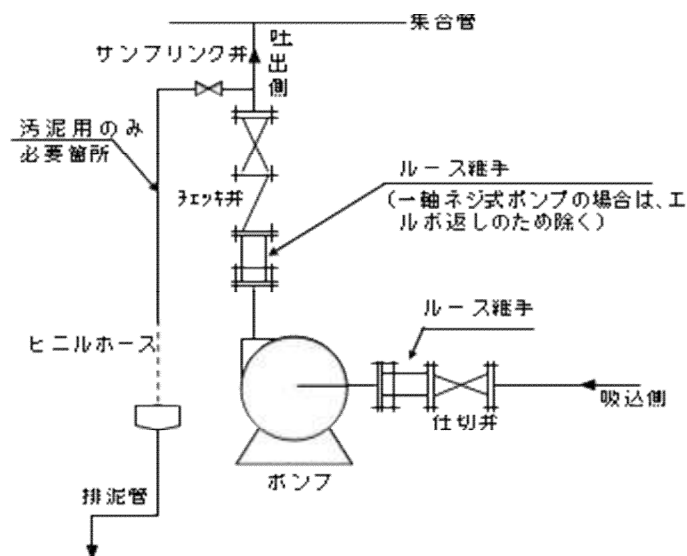 集合管
サンプリング弁
吐出側
汚泥用のみ
必要箇所
ルース継手
(一軸ネジ式ポンプの場合は、エ
ルボ返しのため除く)
チェッキ弁
ルース継手
ビニルホース
吸込側
仕切弁
ポンプ
排泥管